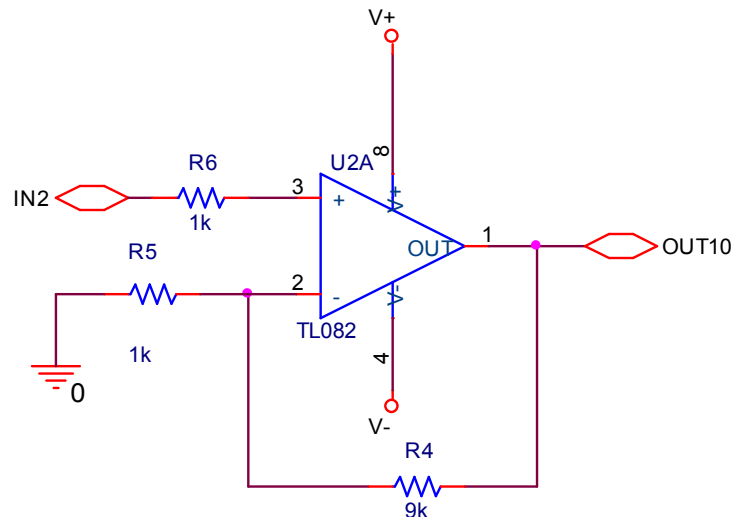 V+
U2A
8
R6
IN2
3
+
V+
1k
1
OUT
OUT10
R5
2
-
V-
TL082
1k
4
0
V-
R4
9k